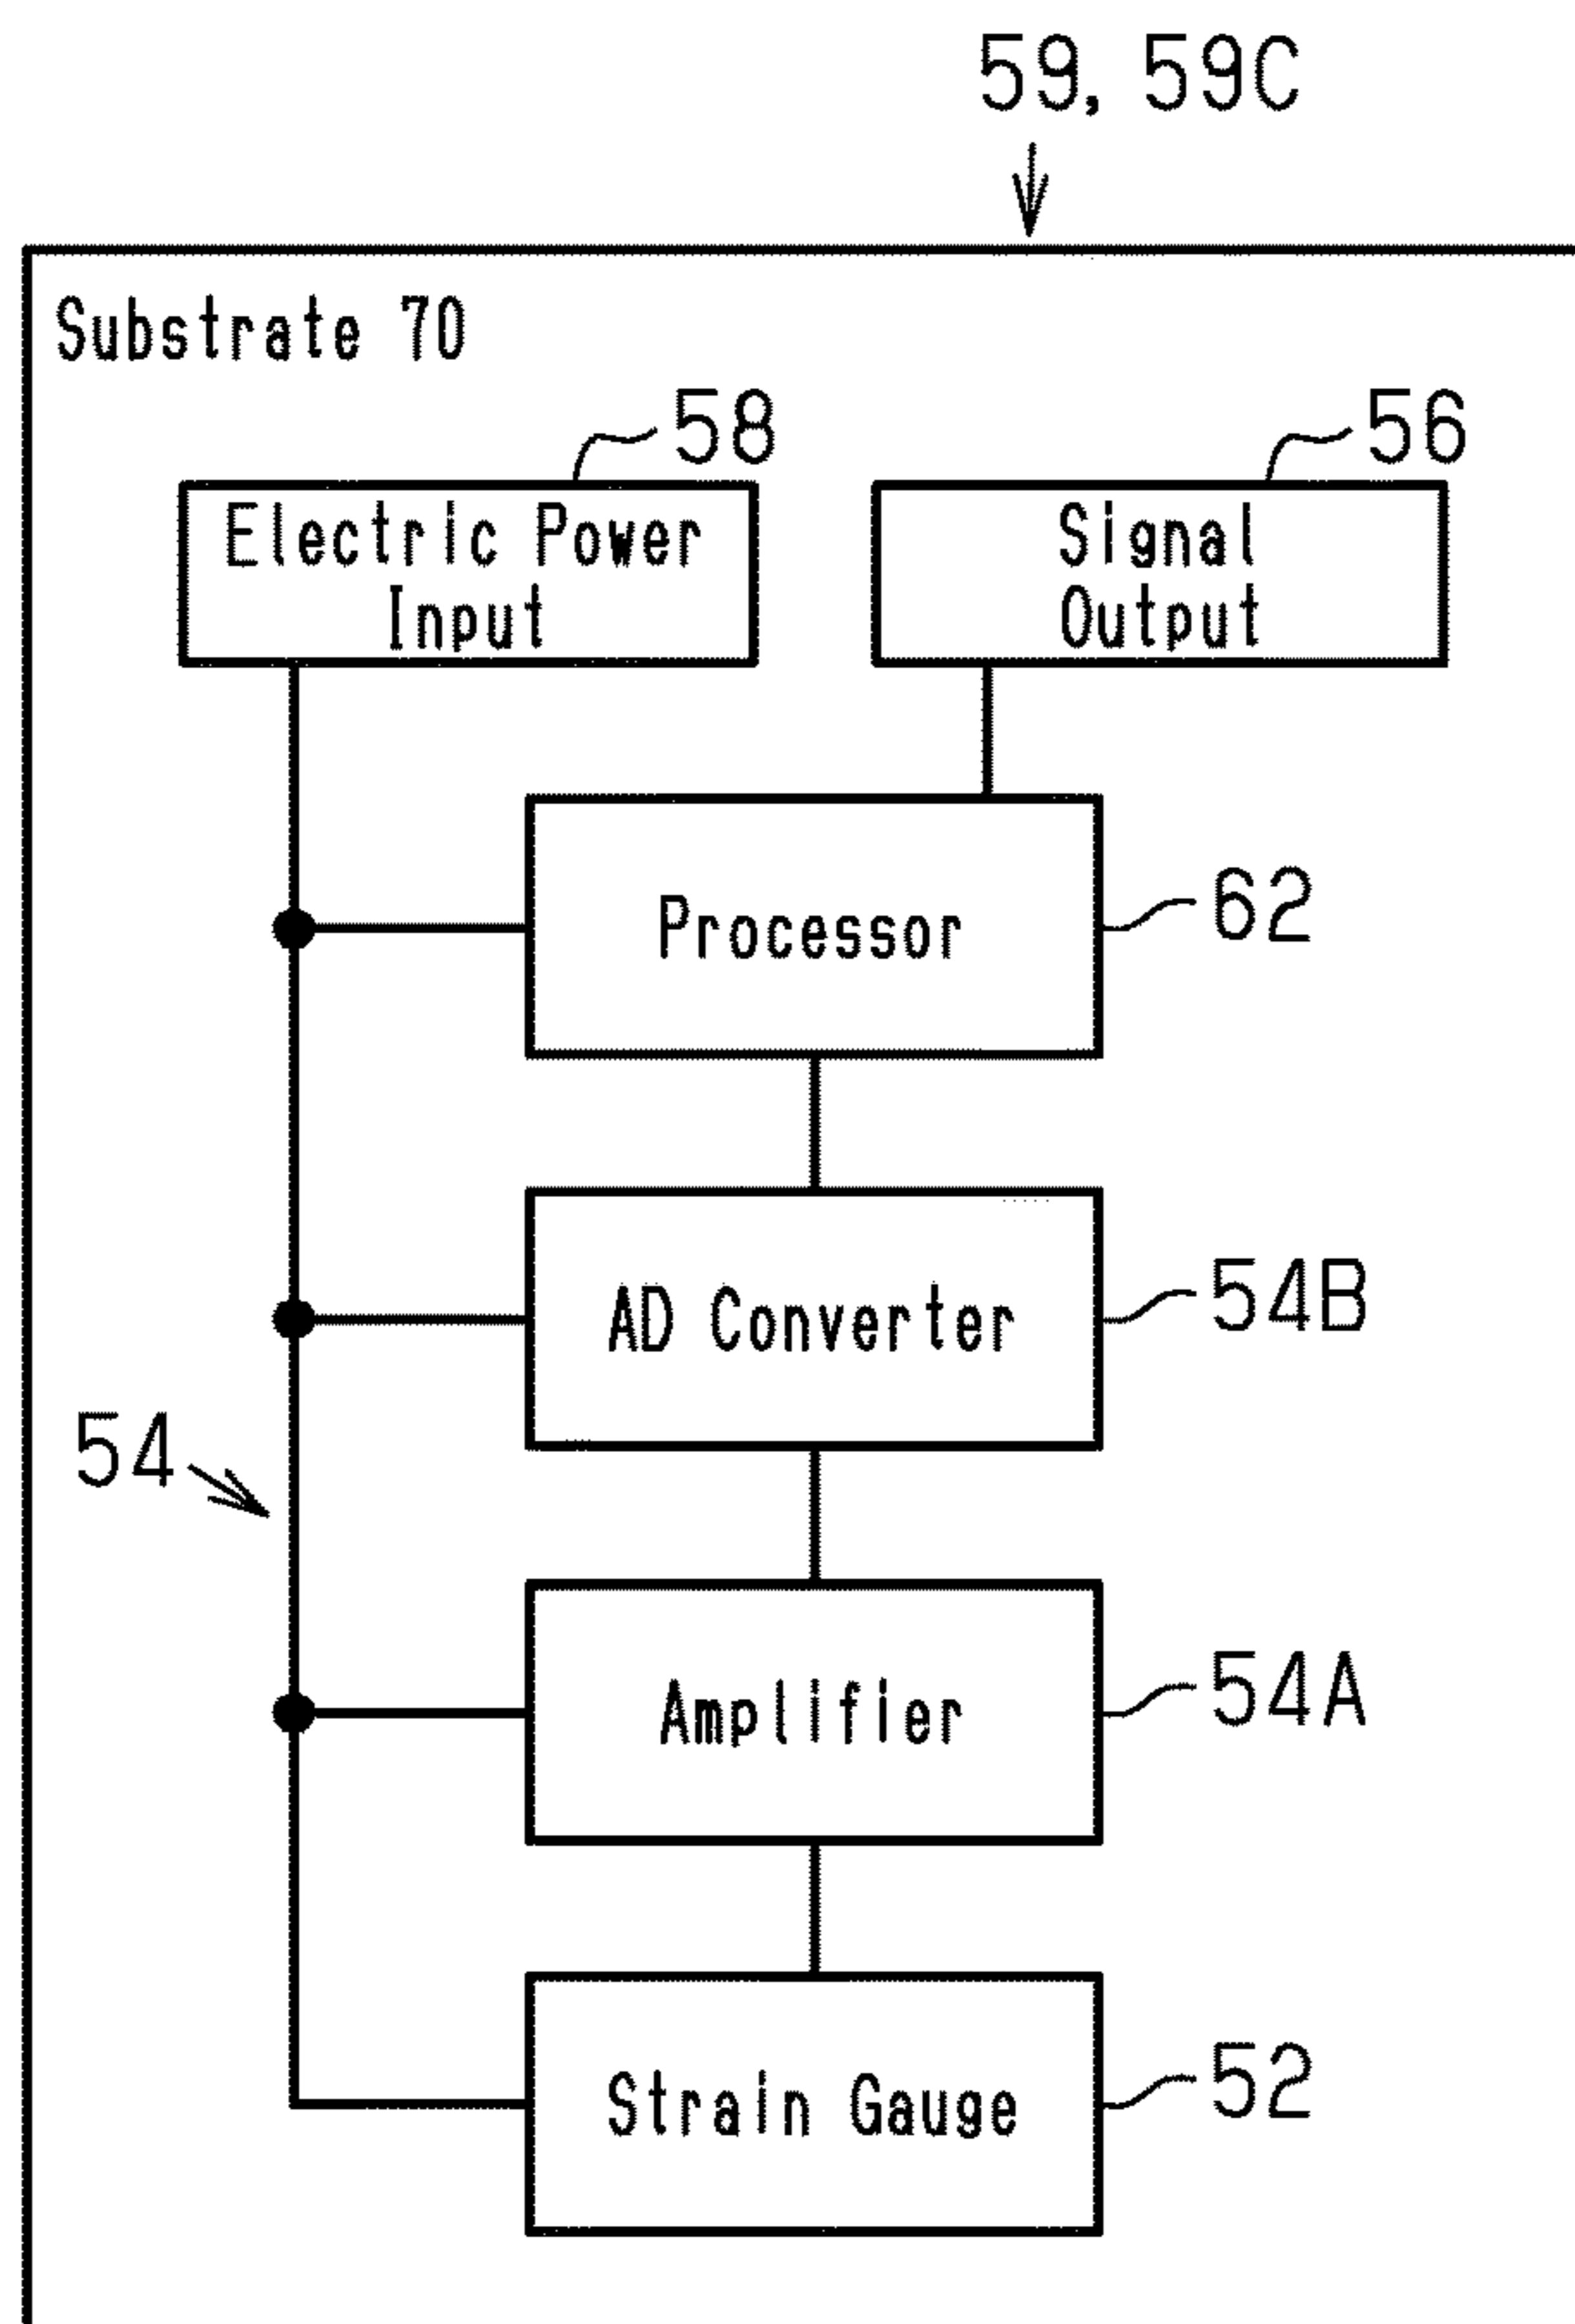 59, 59C
Substrate 70
58
56
Electric Power
Input
Signal
Output
Processor
62
AD Converter
54B
54
Amplifier
54A
Strain Gauge
52